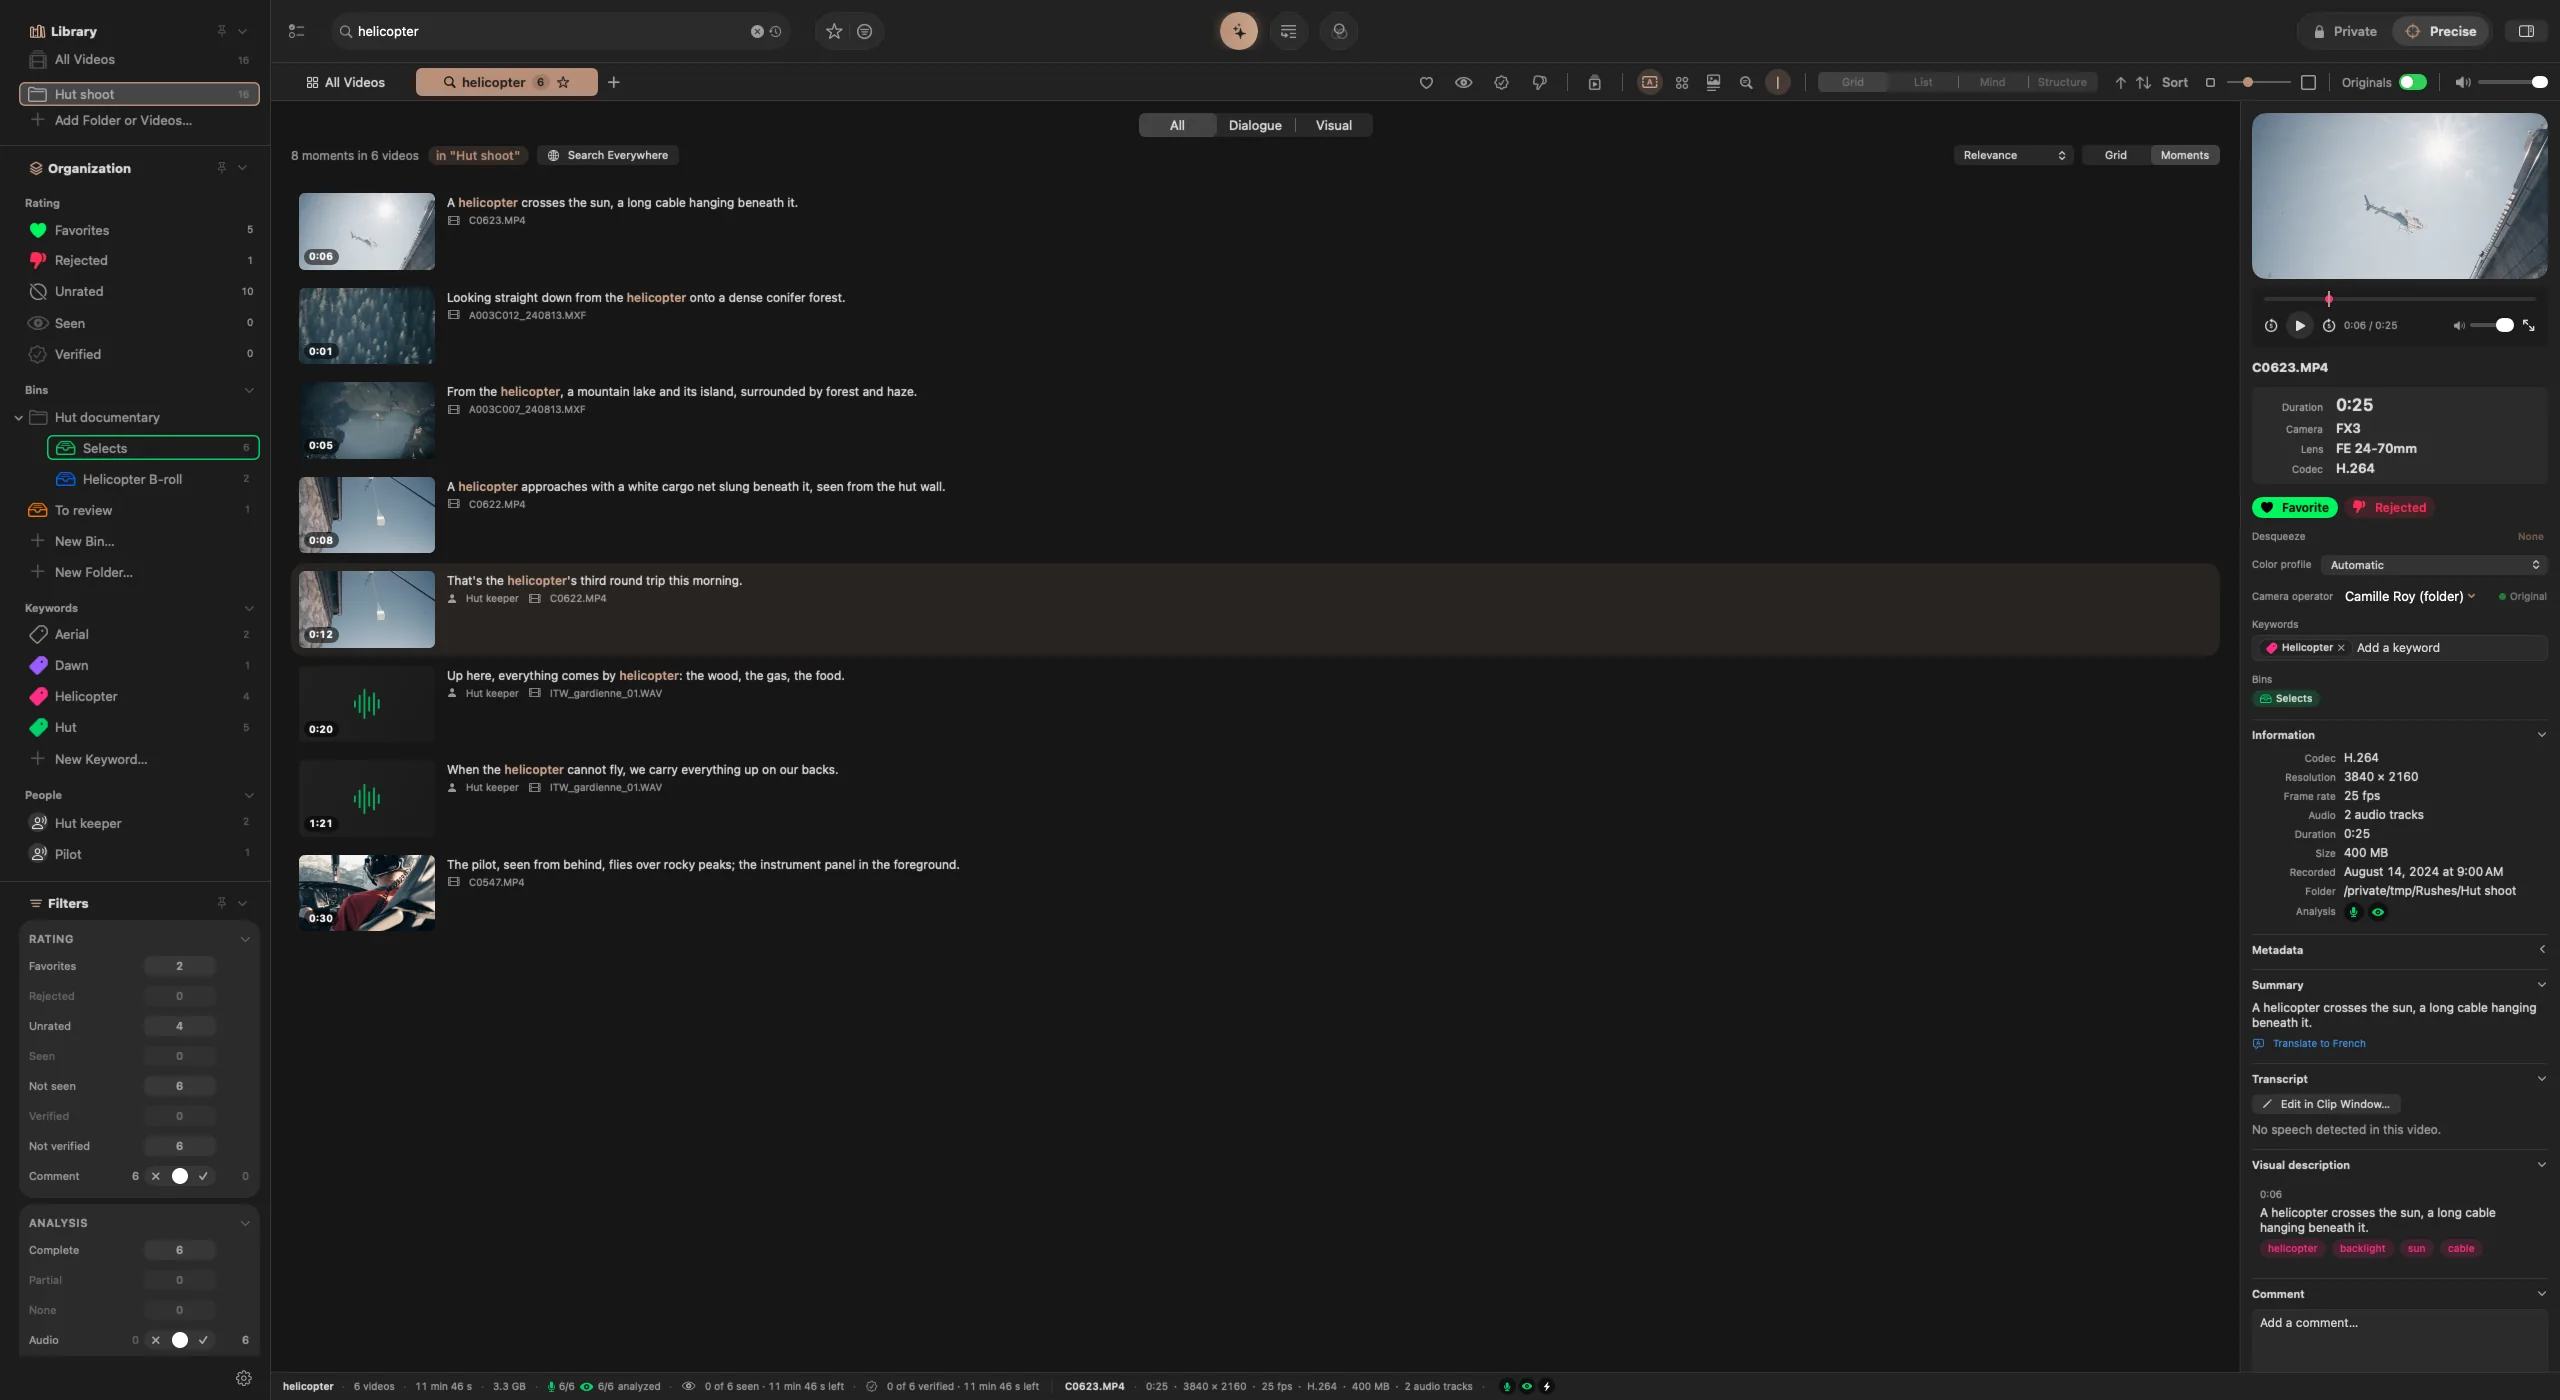 Library
All Videos 16
Hut shoot 16
Add Folder or Videos...
Organization
Rating
Favorites 5
Rejected 1
Unrated 10
Seen 0
Verified 0
Bins
Hut documentary
Selects 6
Helicopter B-roll 2
To review 1
New Bin...
New Folder...
Keywords
Aerial 2
Dawn 1
Helicopter 4
Hut 5
New Keyword...
People
Hut keeper 2
Pilot 1
Filters
RATING
Favorites 2
Rejected 0
Unrated 4
Seen 0
Not seen 6
Verified 0
Not verified 6
Comment 6 0
ANALYSIS
Complete 6
Partial 0
None 0
Audio 0 6
helicopter
Private Precise
All Videos helicopter 6
Grid List Mind Structure Sort Originals
All Dialogue Visual
8 moments in 6 videos in "Hut shoot" Search Everywhere Relevance Grid Moments
A helicopter crosses the sun, a long cable hanging beneath it.
C0623.MP4
0:06
Looking straight down from the helicopter onto a dense conifer forest.
A003C012_240813.MXF
0:01
From the helicopter, a mountain lake and its island, surrounded by forest and haze.
A003C007_240813.MXF
0:05
A helicopter approaches with a white cargo net slung beneath it, seen from the hut wall.
C0622.MP4
0:08
That's the helicopter's third round trip this morning.
Hut keeper C0622.MP4
0:12
Up here, everything comes by helicopter: the wood, the gas, the food.
Hut keeper ITW_gardienne_01.WAV
0:20
When the helicopter cannot fly, we carry everything up on our backs.
Hut keeper ITW_gardienne_01.WAV
1:21
The pilot, seen from behind, flies over rocky peaks; the instrument panel in the foreground.
C0547.MP4
0:30
0:06 / 0:25
C0623.MP4
Duration 0:25
Camera FX3
Lens FE 24-70mm
Codec H.264
Favorite Rejected
Desqueeze None
Color profile Automatic
Camera operator Camille Roy (folder) Original
Keywords
Helicopter × Add a keyword
Bins
Selects
Information
Codec H.264
Resolution 3840 × 2160
Frame rate 25 fps
Audio 2 audio tracks
Duration 0:25
Size 400 MB
Recorded August 14, 2024 at 9:00 AM
Folder /private/tmp/Rushes/Hut shoot
Analysis
Metadata
Summary
A helicopter crosses the sun, a long cable hanging
beneath it.
Translate to French
Transcript
Edit in Clip Window...
No speech detected in this video.
Visual description
0:06
A helicopter crosses the sun, a long cable
hanging beneath it.
helicopter backlight sun cable
Comment
Add a comment...
helicopter · 6 videos · 11 min 46 s · 3.3 GB · 6/6 6/6 analyzed · 0 of 6 seen · 11 min 46 s left · 0 of 6 verified · 11 min 46 s left C0623.MP4 · 0:25 · 3840 × 2160 · 25 fps · H.264 · 400 MB · 2 audio tracks